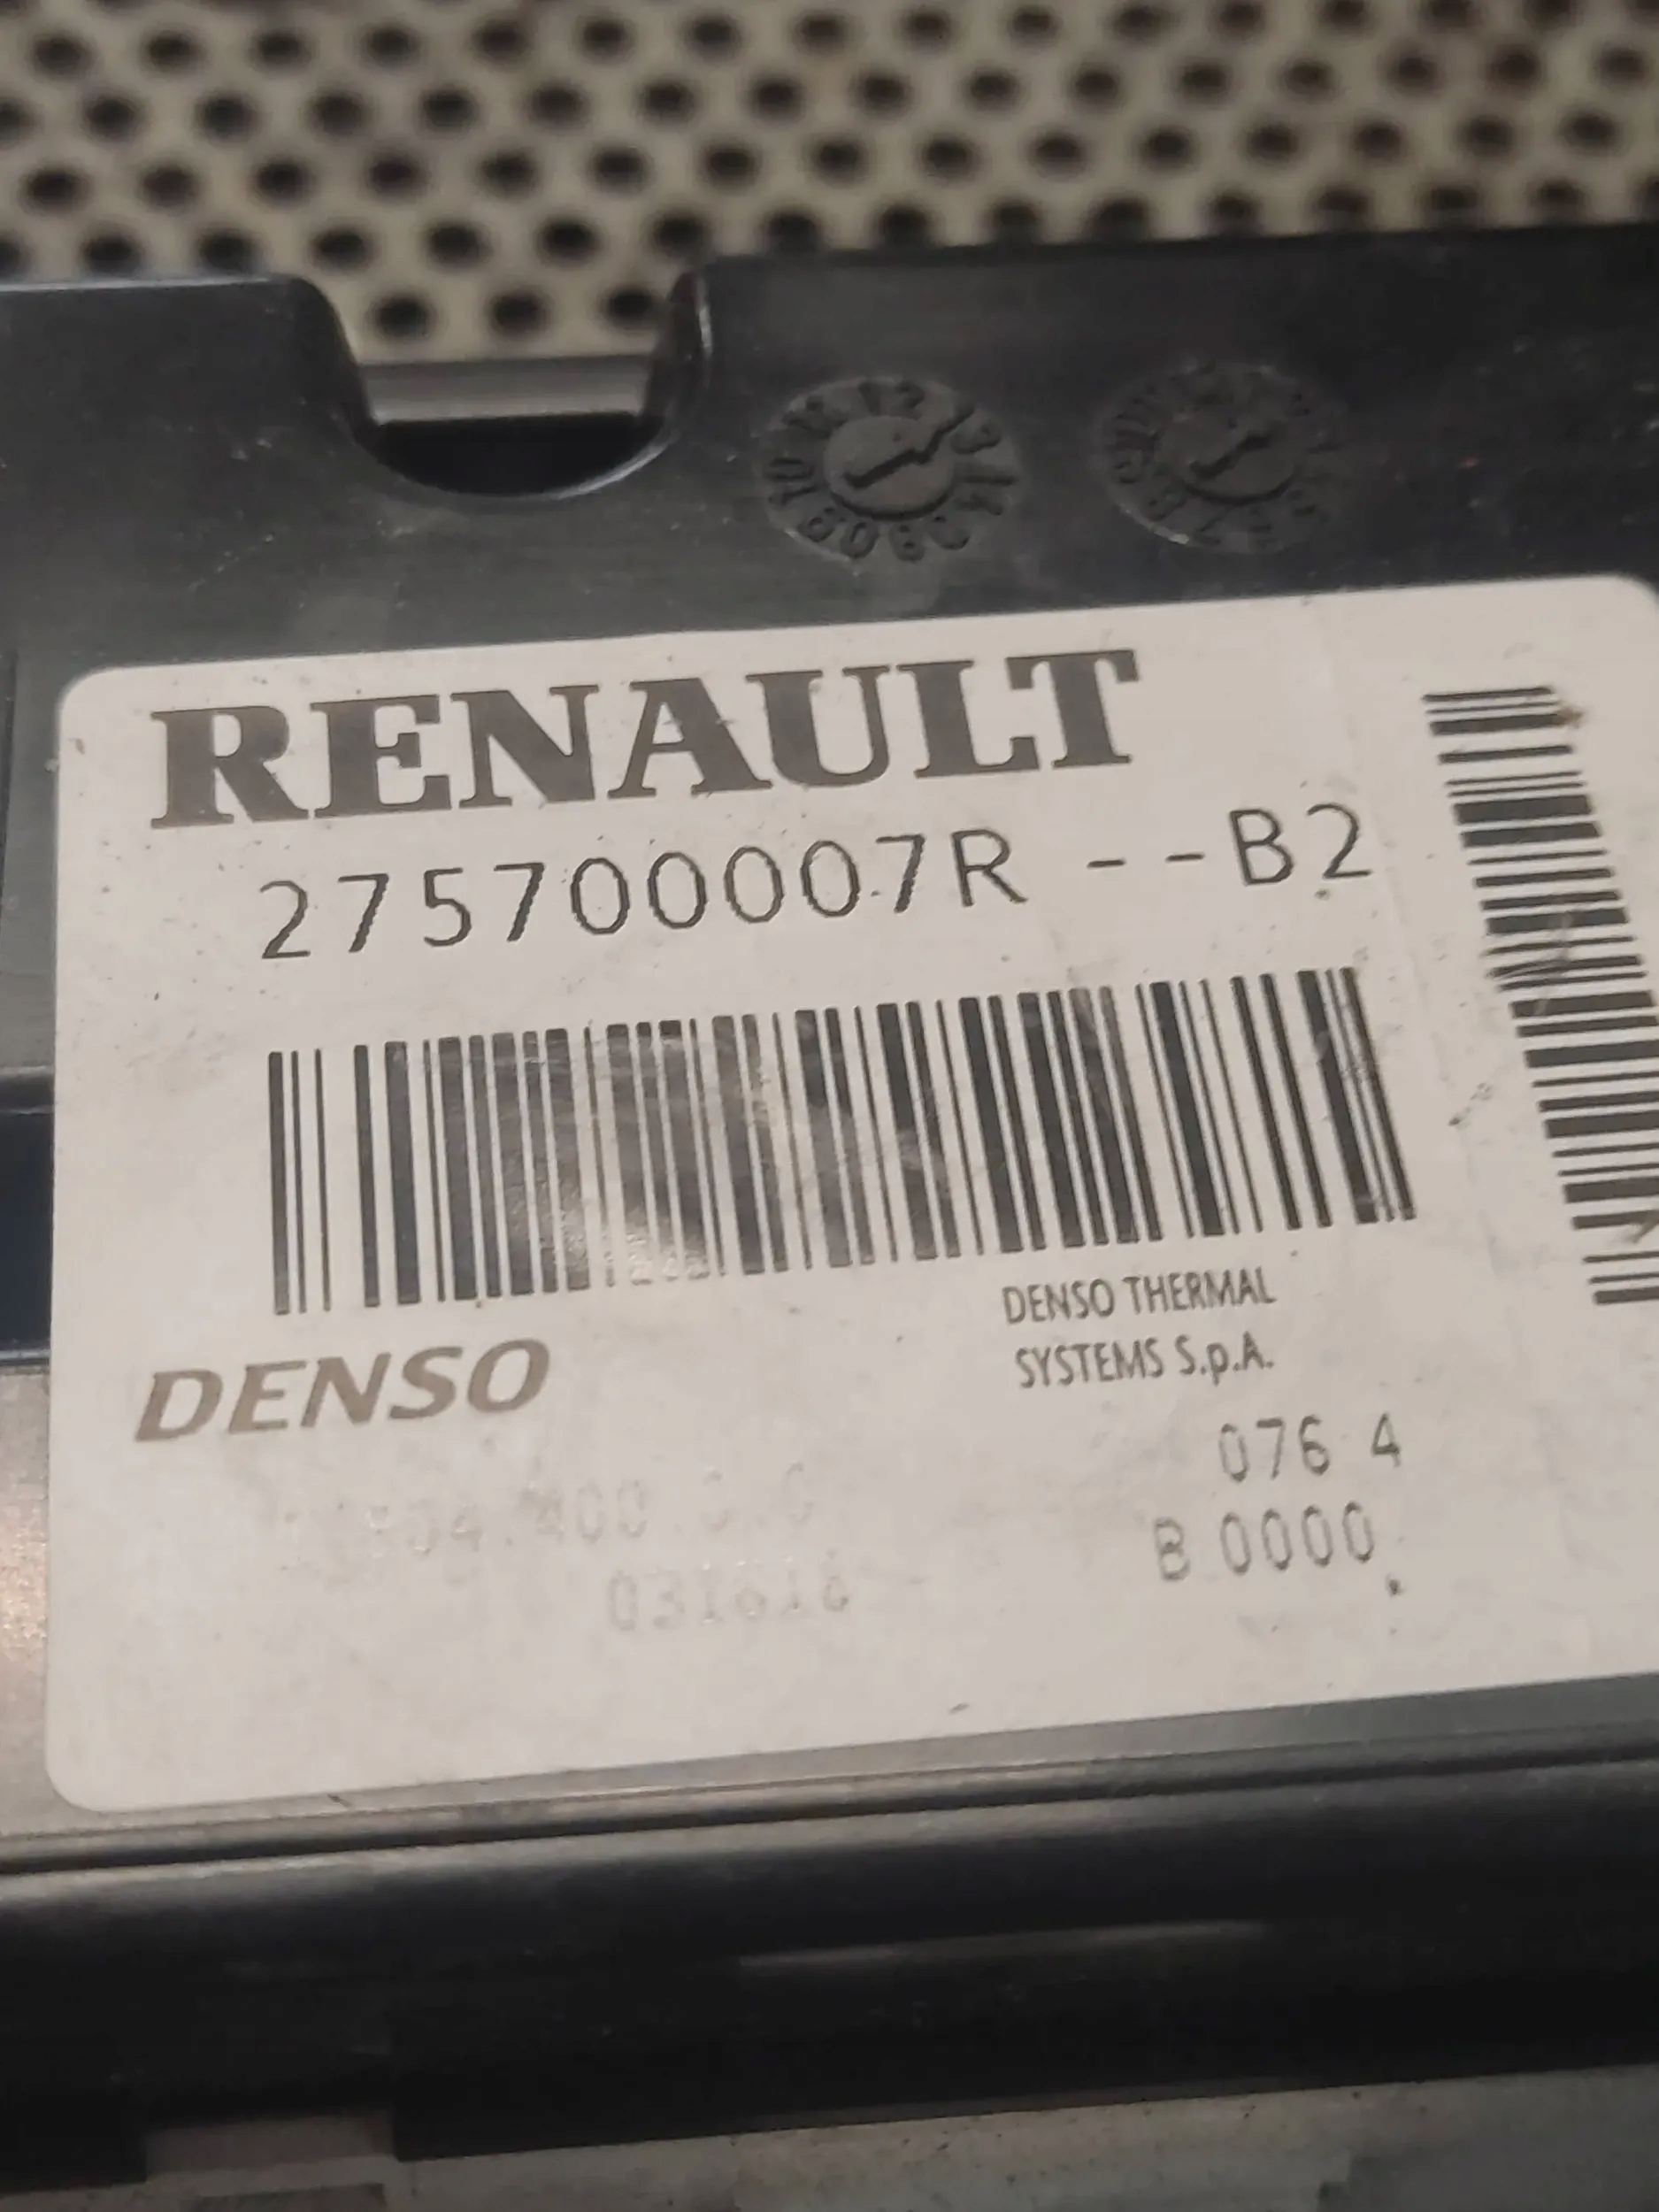 RENAULT
275700007R --B2
DENSO THERMAL
SYSTEMS S.p.A.
DENSO
076 4
B 0000